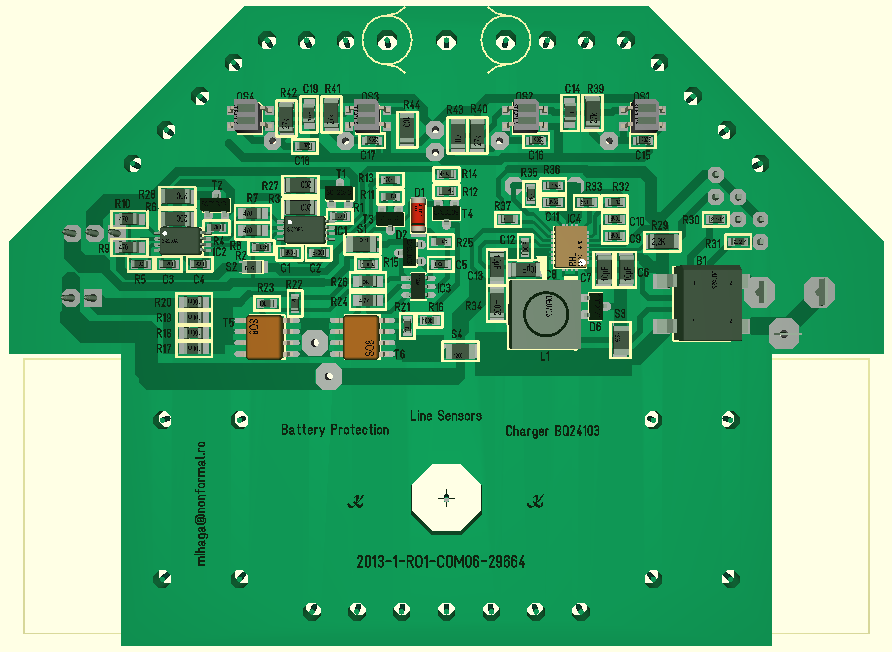 OS4 R42 C19 R41 OS3 R44 R43 R40 OS2 C14 R39 OS1
C18 C17 C16 C15
R28 T2 R27 T1 R13 R14 R35 R36
R10 R6 R7 R3 R11 D1 R12 R33 R32
R1 T3 T4 R37 C11 IC4 C10 R30
R9 R4 IC2 R8 IC1 S1 D2 R25 C12 C9 R29 R31
R5 C3 C4 S2 R2 C1 C2 R15 C5 C13 C8 C7 C6 B1
R26 IC3
R20 R23 R22 R24 R34
R19 T5 R21 R16 D6 S3
R18 SO8 SO8 T6 S4
R17 L1
Line Sensors
Battery Protection
Charger BQ24103
mihaga@nonformal.ro
2013-1-RO1-COM06-29664